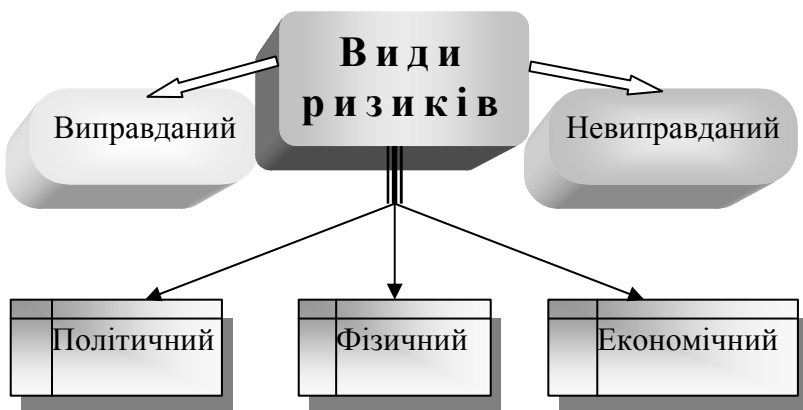 Види
ризиків
Виправданий
Невиправданий
Політичний
Фізичний
Економічний